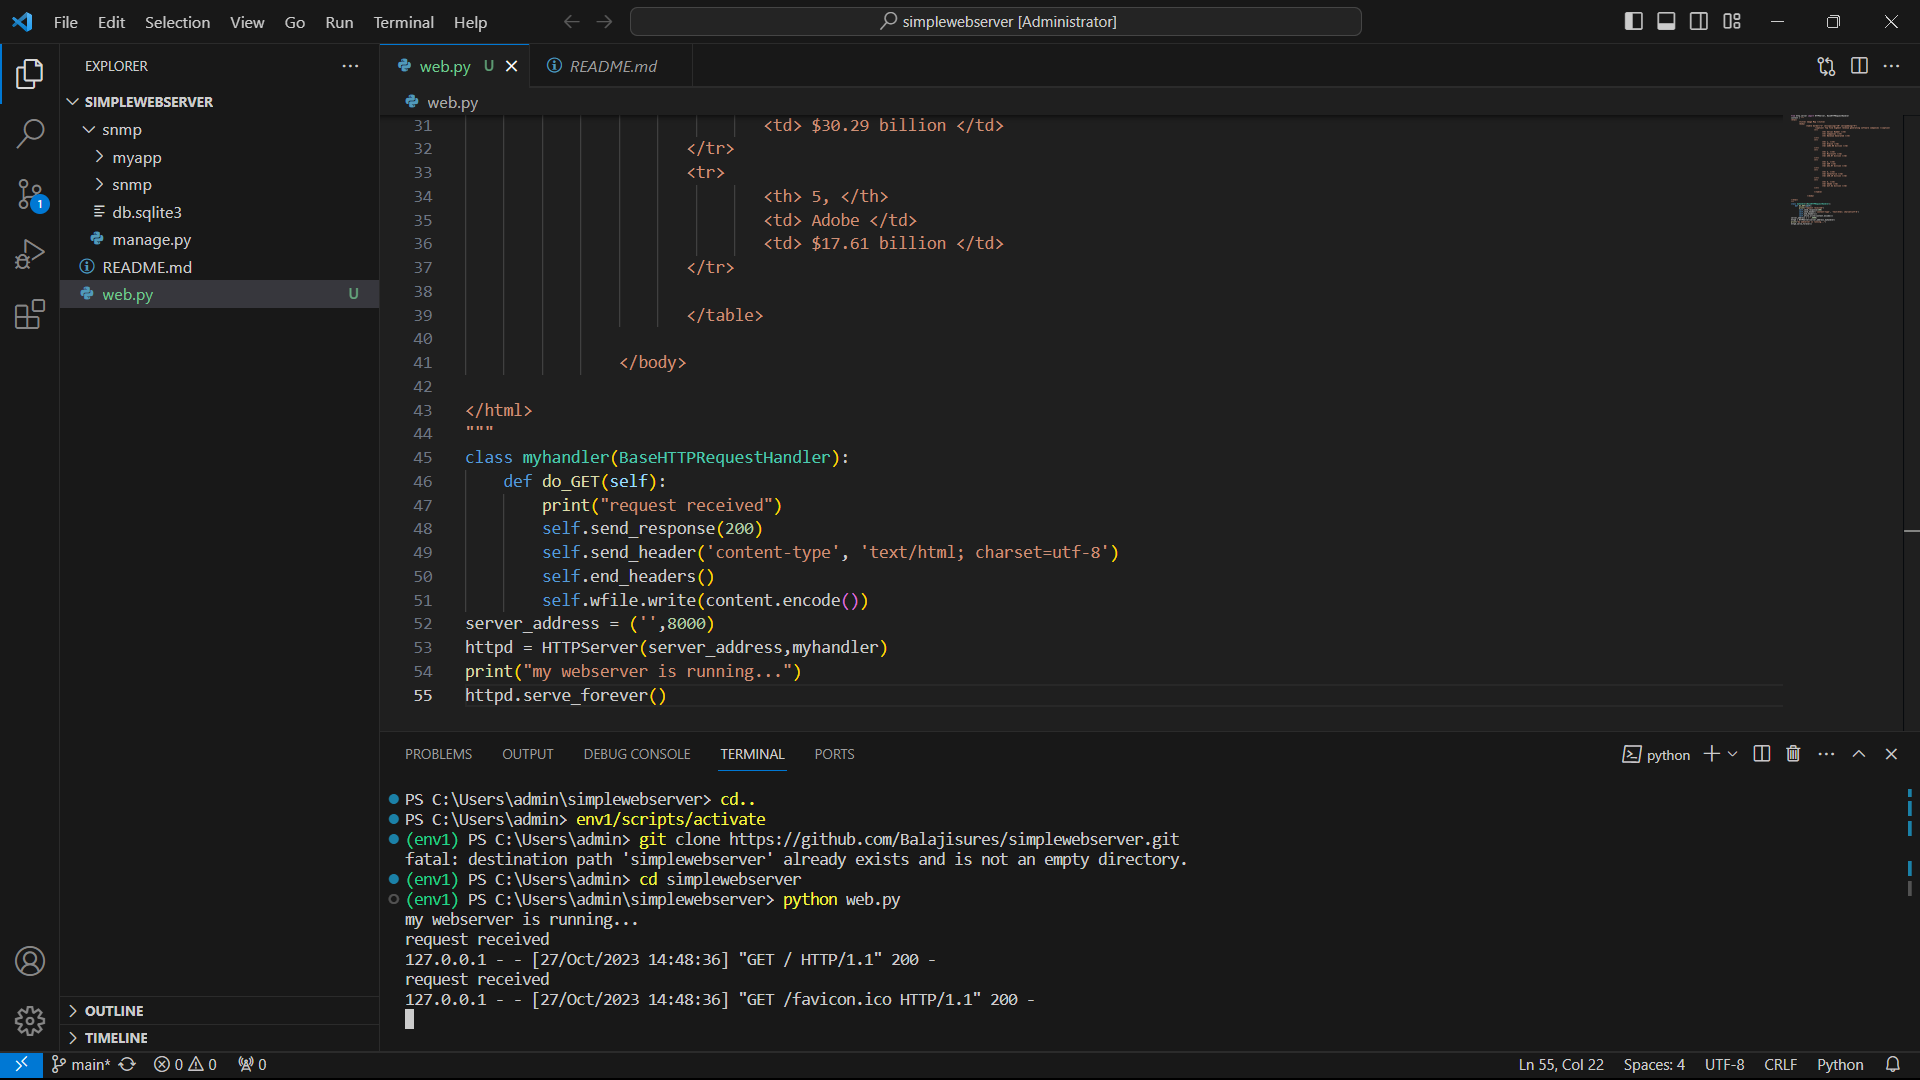 File Edit Selection View Go Run Terminal Help
simplewebserver [Administrator]
EXPLORER
SIMPLEWEBSERVER
snmp
myapp
snmp
db.sqlite3
manage.py
README.md
web.py U
OUTLINE
TIMELINE
web.py U README.md
web.py
31 <td> $30.29 billion </td>
32 </tr>
33 <tr>
34 <th> 5, </th>
35 <td> Adobe </td>
36 <td> $17.61 billion </td>
37 </tr>
38
39 </table>
40
41 </body>
42
43 </html>
44 """
45 class myhandler(BaseHTTPRequestHandler):
46 def do_GET(self):
47 print("request received")
48 self.send_response(200)
49 self.send_header('content-type', 'text/html; charset=utf-8')
50 self.end_headers()
51 self.wfile.write(content.encode())
52 server_address = ('',8000)
53 httpd = HTTPServer(server_address,myhandler)
54 print("my webserver is running...")
55 httpd.serve_forever()
PROBLEMS OUTPUT DEBUG CONSOLE TERMINAL PORTS
python
PS C:\Users\admin\simplewebserver> cd..
PS C:\Users\admin> env1/scripts/activate
(env1) PS C:\Users\admin> git clone https://github.com/Balajisures/simplewebserver.git
fatal: destination path 'simplewebserver' already exists and is not an empty directory.
(env1) PS C:\Users\admin> cd simplewebserver
(env1) PS C:\Users\admin\simplewebserver> python web.py
my webserver is running...
request received
127.0.0.1 - - [27/Oct/2023 14:48:36] "GET / HTTP/1.1" 200 -
request received
127.0.0.1 - - [27/Oct/2023 14:48:36] "GET /favicon.ico HTTP/1.1" 200 -
1
main* 0 0 0
Ln 55, Col 22 Spaces: 4 UTF-8 CRLF Python